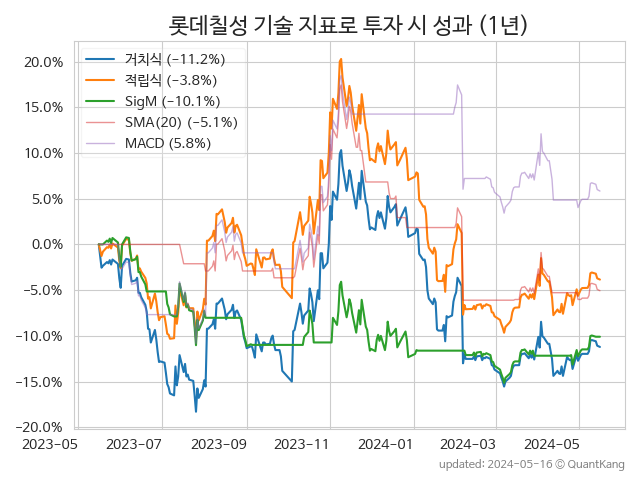 롯데칠성 기술 지표로 투자 시 성과 (1년)
거치식 (−11.2%)
적립식 (−3.8%)
SigM (−10.1%)
SMA(20) (−5.1%)
MACD (5.8%)
20.0%
15.0%
10.0%
5.0%
0.0%
−5.0%
−10.0%
−15.0%
−20.0%
2023−05 2023−07 2023−09 2023−11 2024−01 2024−03 2024−05
updated: 2024−05−16 © QuantKang